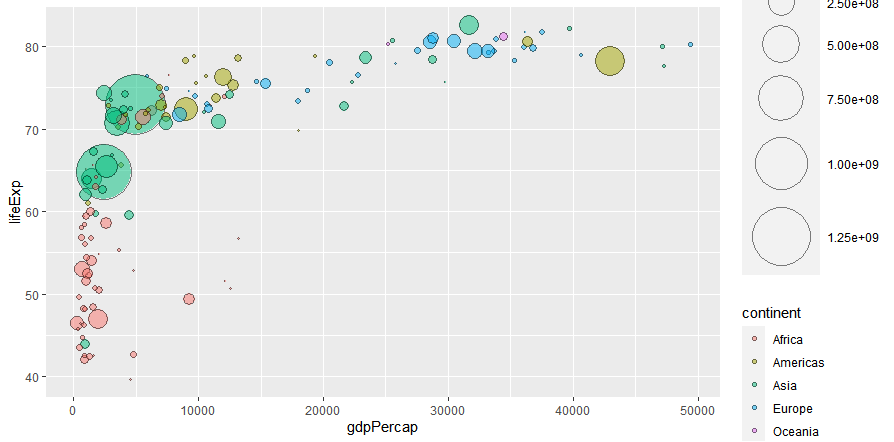 lifeExp
80
70
60
50
40
0
10000
20000
30000
40000
50000
gdpPercap
2.50e+08
5.00e+08
7.50e+08
1.00e+09
1.25e+09
continent
Africa
Americas
Asia
Europe
Oceania